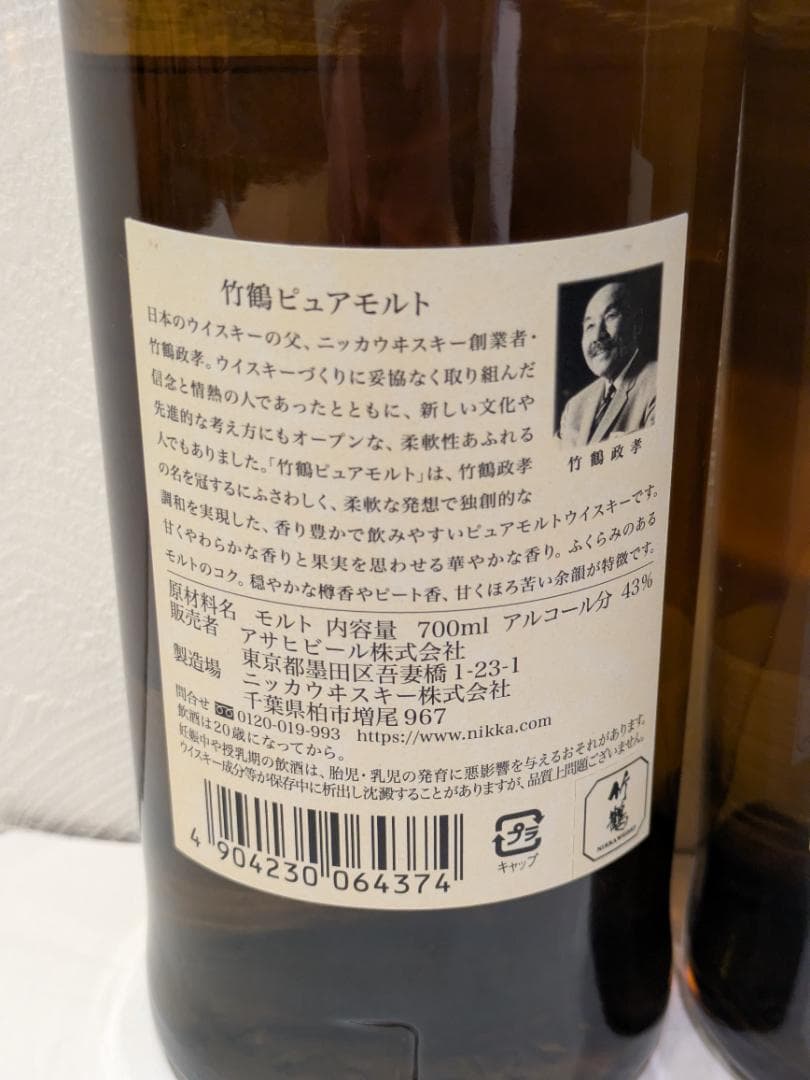 竹鶴ピュアモルト
日本のウイスキーの父、ニッカウヰスキー創業者・
竹鶴政孝。ウイスキーづくりに妥協なく取り組んだ
信念と情熱の人であったとともに、新しい文化や
先進的な考え方にもオープンな、柔軟性あふれる
人でもありました。「竹鶴ピュアモルト」は、竹鶴政孝
の名を冠するにふさわしく、柔軟な発想で独創的な
調和を実現した、香り豊かで飲みやすいピュアモルトウイスキーです。
甘くやわらかな香りと果実を思わせる華やかな香り。ふくらみのある
モルトのコク。穏やかな樽香やピート香、甘くほろ苦い余韻が特徴です。
竹鶴政孝
原材料名 モルト 内容量 700ml アルコール分 43%
販売者 アサヒビール株式会社
東京都墨田区吾妻橋1-23-1
製造場 ニッカウヰスキー株式会社
千葉県柏市増尾967
問合せ 0120-019-993 https://www.nikka.com
飲酒は20歳になってから。
妊娠中や授乳期の飲酒は、胎児・乳児の発育に悪影響を与えるおそれがあります。
ウイスキー成分等が保存中に析出し沈澱することがありますが、品質上問題ございません。
4 904230 064374
プラ
キャップ
竹鶴